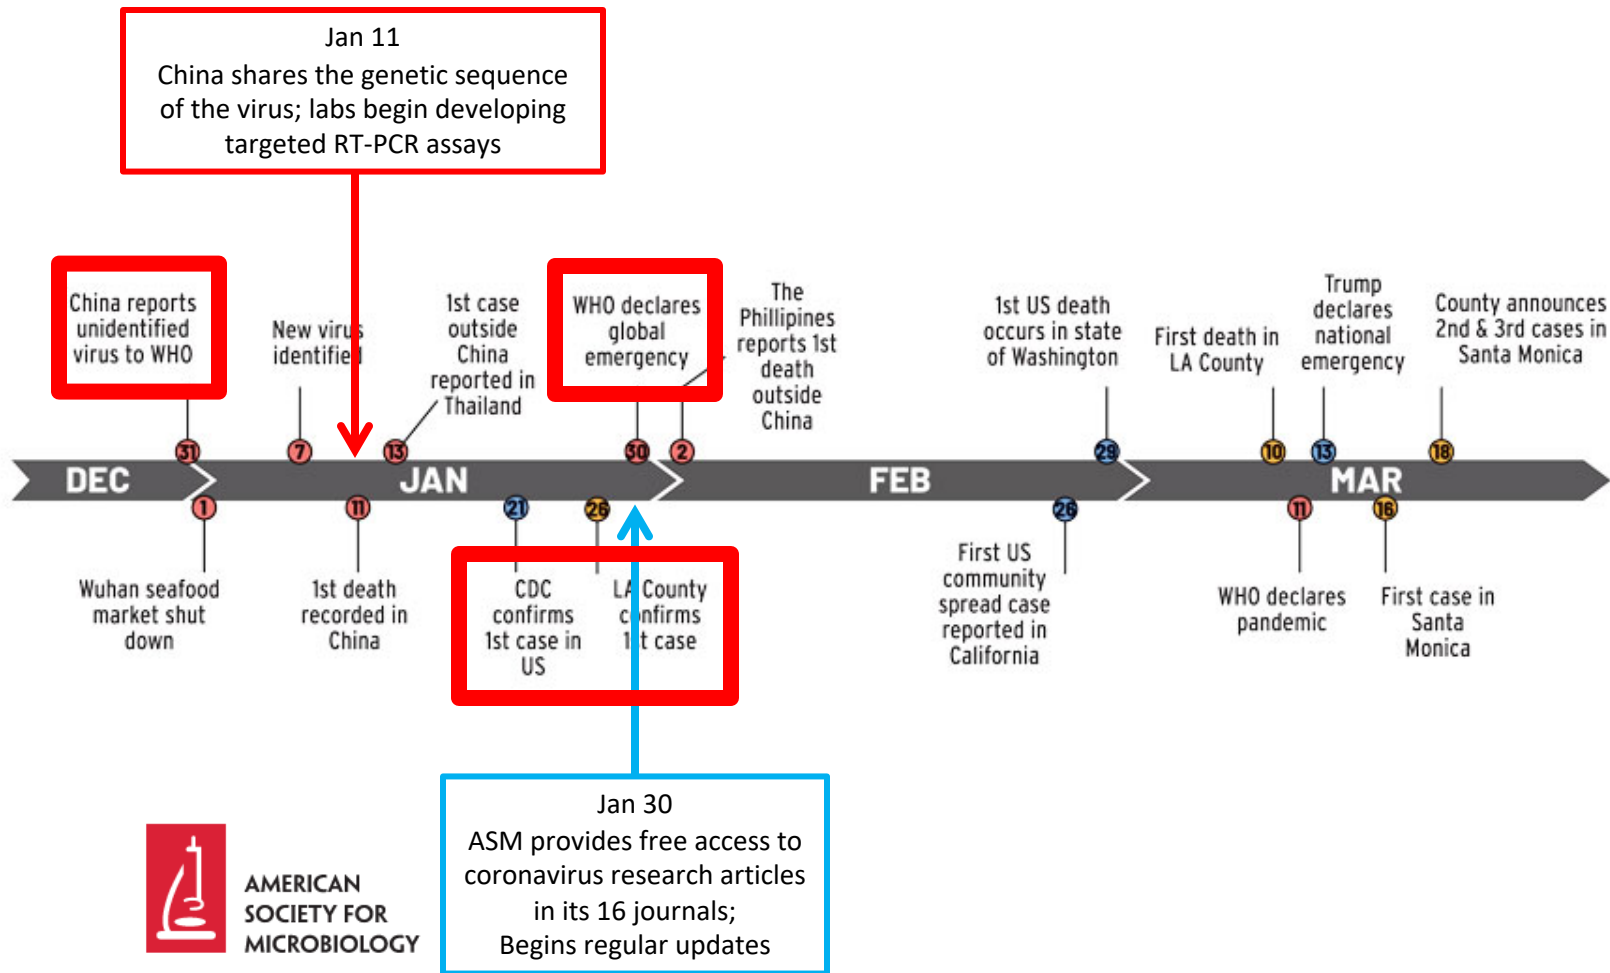 Jan 11
China shares the genetic sequence
of the virus; labs begin developing
targeted RT-PCR assays
China reports
unidentified
virus to WHO
New virus
identified
1st case
outside
China
reported in
Thailand
WHO declares
global
emergency
The
Phillipines
reports 1st
death
outside
China
1st US death
occurs in state
of Washington
First death in
LA County
Trump
declares
national
emergency
County announces
2nd & 3rd cases in
Santa Monica
31
7
13
30
2
29
10
13
18
DEC
JAN
FEB
MAR
1
11
21
26
26
11
16
Wuhan seafood
market shut
down
1st death
recorded in
China
CDC
confirms
1st case in
US
LA County
confirms
1st case
First US
community
spread case
reported in
California
WHO declares
pandemic
First case in
Santa
Monica
Jan 30
ASM provides free access to
coronavirus research articles
in its 16 journals;
Begins regular updates
AMERICAN
SOCIETY FOR
MICROBIOLOGY